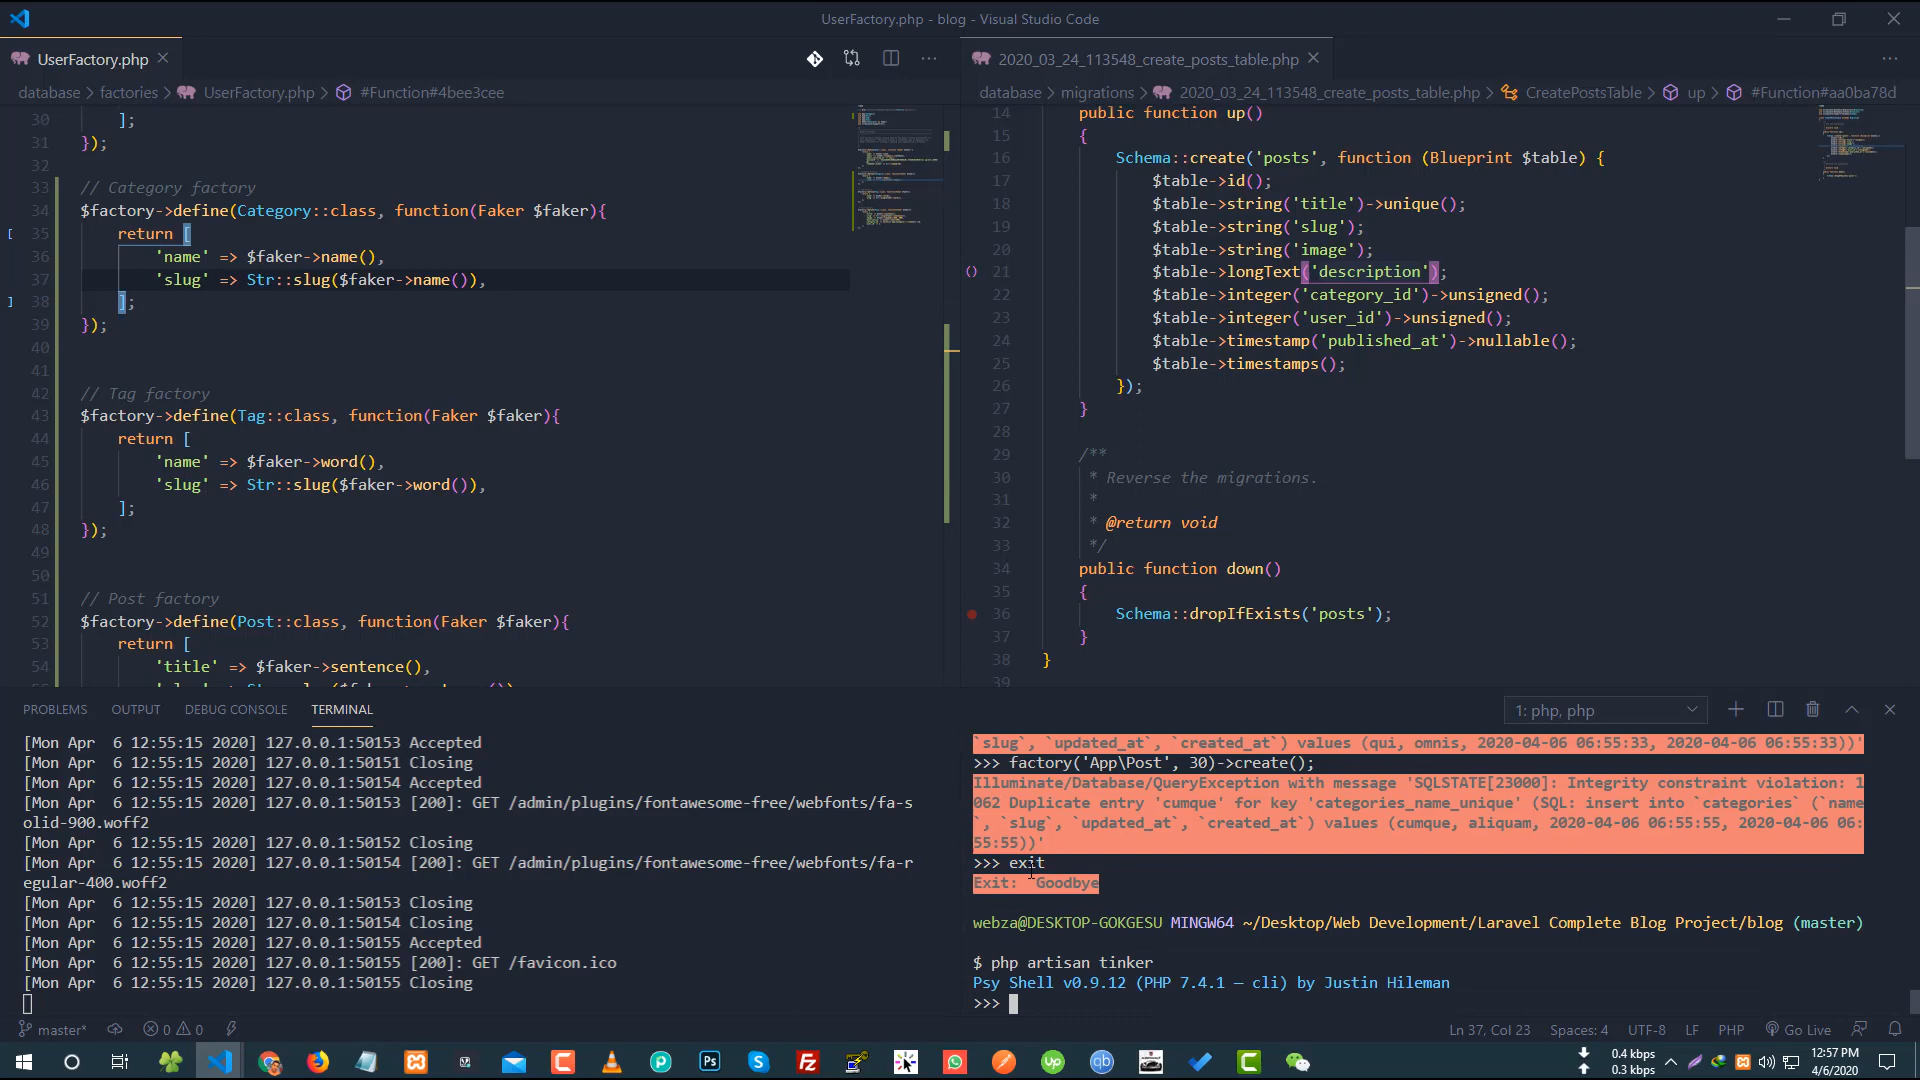 UserFactory.php - blog - Visual Studio Code
UserFactory.php
2020_03_24_113548_create_posts_table.php
database > factories > UserFactory.php > #Function#4bee3cee
database > migrations > 2020_03_24_113548_create_posts_table.php > CreatePostsTable > up > #Function#aa0ba78d
30 ];
31 });
32
33 // Category factory
34 $factory->define(Category::class, function(Faker $faker){
35 return [
36 'name' => $faker->name(),
37 'slug' => Str::slug($faker->name()),
38 ];
39 });
40
41
42 // Tag factory
43 $factory->define(Tag::class, function(Faker $faker){
44 return [
45 'name' => $faker->word(),
46 'slug' => Str::slug($faker->word()),
47 ];
48 });
49
50
51 // Post factory
52 $factory->define(Post::class, function(Faker $faker){
53 return [
54 'title' => $faker->sentence(),
14 public function up()
15 {
16 Schema::create('posts', function (Blueprint $table) {
17 $table->id();
18 $table->string('title')->unique();
19 $table->string('slug');
20 $table->string('image');
21 $table->longText('description');
22 $table->integer('category_id')->unsigned();
23 $table->integer('user_id')->unsigned();
24 $table->timestamp('published_at')->nullable();
25 $table->timestamps();
26 });
27 }
28
29 /**
30 * Reverse the migrations.
31 *
32 * @return void
33 */
34 public function down()
35 {
36 Schema::dropIfExists('posts');
37 }
38 }
39
PROBLEMS OUTPUT DEBUG CONSOLE TERMINAL
1: php, php
[Mon Apr  6 12:55:15 2020] 127.0.0.1:50153 Accepted
[Mon Apr  6 12:55:15 2020] 127.0.0.1:50151 Closing
[Mon Apr  6 12:55:15 2020] 127.0.0.1:50154 Accepted
[Mon Apr  6 12:55:15 2020] 127.0.0.1:50153 [200]: GET /admin/plugins/fontawesome-free/webfonts/fa-s
olid-900.woff2
[Mon Apr  6 12:55:15 2020] 127.0.0.1:50152 Closing
[Mon Apr  6 12:55:15 2020] 127.0.0.1:50154 [200]: GET /admin/plugins/fontawesome-free/webfonts/fa-r
egular-400.woff2
[Mon Apr  6 12:55:15 2020] 127.0.0.1:50153 Closing
[Mon Apr  6 12:55:15 2020] 127.0.0.1:50154 Closing
[Mon Apr  6 12:55:15 2020] 127.0.0.1:50155 Accepted
[Mon Apr  6 12:55:15 2020] 127.0.0.1:50155 [200]: GET /favicon.ico
[Mon Apr  6 12:55:15 2020] 127.0.0.1:50155 Closing
`slug`, `updated_at`, `created_at`) values (qui, omnis, 2020-04-06 06:55:33, 2020-04-06 06:55:33))'
>>> factory('App\Post', 30)->create();
Illuminate/Database/QueryException with message 'SQLSTATE[23000]: Integrity constraint violation: 1
062 Duplicate entry 'cumque' for key 'categories_name_unique' (SQL: insert into `categories` (`name
`, `slug`, `updated_at`, `created_at`) values (cumque, aliquam, 2020-04-06 06:55:55, 2020-04-06 06:
55:55))'
>>> exit
Exit:  Goodbye
webza@DESKTOP-GOKGESU MINGW64 ~/Desktop/Web Development/Laravel Complete Blog Project/blog (master)
$ php artisan tinker
Psy Shell v0.9.12 (PHP 7.4.1 — cli) by Justin Hileman
>>>
master* 0 0
Ln 37, Col 23 Spaces: 4 UTF-8 LF PHP Go Live
0.4 kbps
0.3 kbps
12:57 PM
4/6/2020